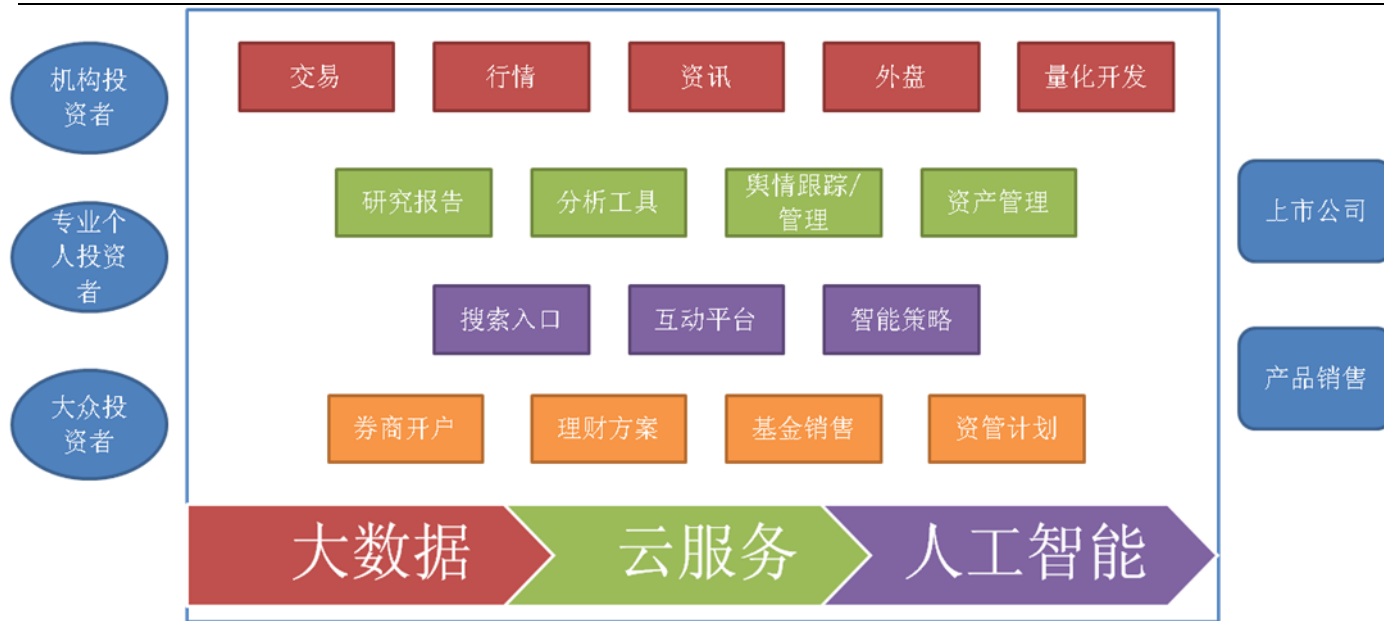 机构投
资者
专业个
人投资
者
大众投
资者
交易
行情
资讯
外盘
量化开发
研究报告
分析工具
舆情跟踪/
管理
资产管理
搜索入口
互动平台
智能策略
券商开户
理财方案
基金销售
资管计划
大数据
云服务
人工智能
上市公司
产品销售